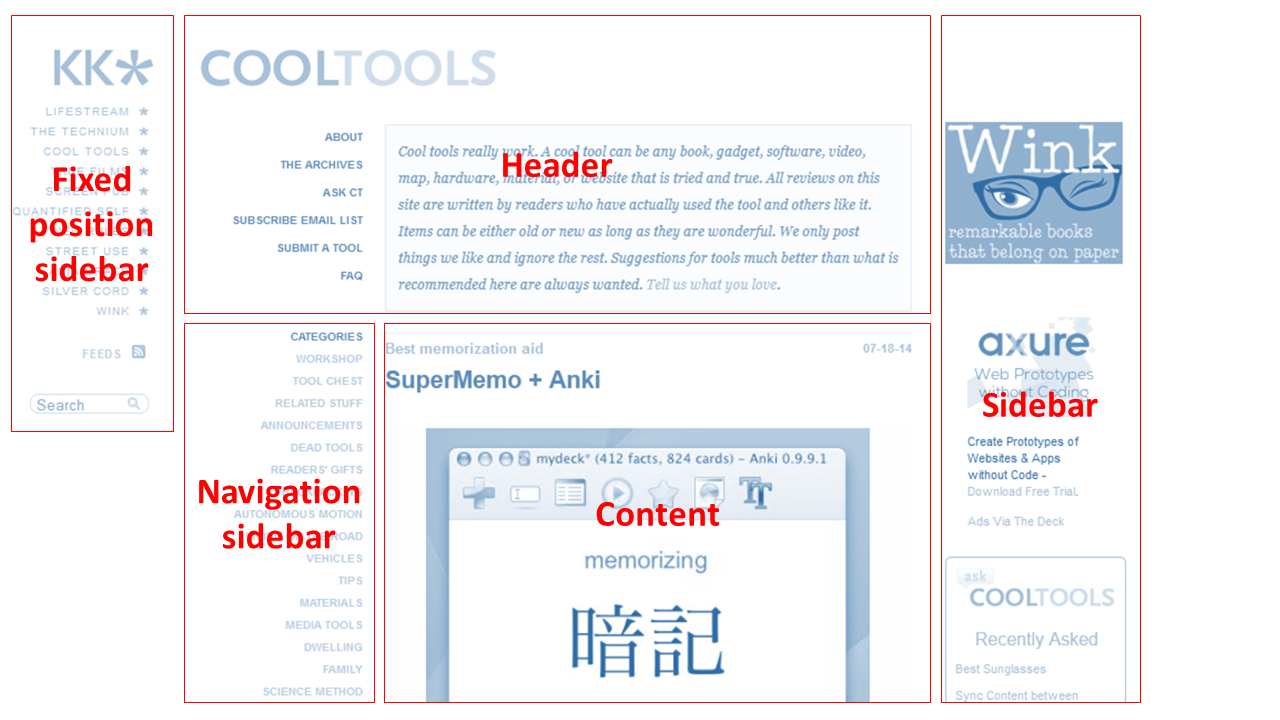 KK*
LIFESTREAM *
THE TECHNIUM *
COOL TOOLS *
FILMS *
*
QUANTIFIED SELF *
*
STREET USE *
*
SILVER CORD *
WINK *
FEEDS
Search
Fixed
position
sidebar
COOLTOOLS
ABOUT
THE ARCHIVES
ASK CT
SUBSCRIBE EMAIL LIST
SUBMIT A TOOL
FAQ
Cool tools really work. A cool tool can be any book, gadget, software, video,
map, hardware, material, or website that is tried and true. All reviews on this
site are written by readers who have actually used the tool and others like it.
Items can be either old or new as long as they are wonderful. We only post
things we like and ignore the rest. Suggestions for tools much better than what is
recommended here are always wanted. Tell us what you love.
Header
CATEGORIES
WORKSHOP
TOOL CHEST
RELATED STUFF
ANNOUNCEMENTS
DEAD TOOLS
READERS' GIFTS
AUTONOMOUS MOTION
ROAD
VEHICLES
TIPS
MATERIALS
MEDIA TOOLS
DWELLING
FAMILY
SCIENCE METHOD
Navigation
sidebar
Best memorization aid 07-18-14
SuperMemo + Anki
mydeck* (412 facts, 824 cards) – Anki 0.9.9.1
TT
memorizing
暗記
Content
Wink
remarkable books
that belong on paper
axure
Web Prototypes
without Coding
Sidebar
Create Prototypes of
Websites & Apps
without Code -
Download Free Trial.
Ads Via The Deck
ask
COOLTOOLS
Recently Asked
Best Sunglasses
Sync Content between